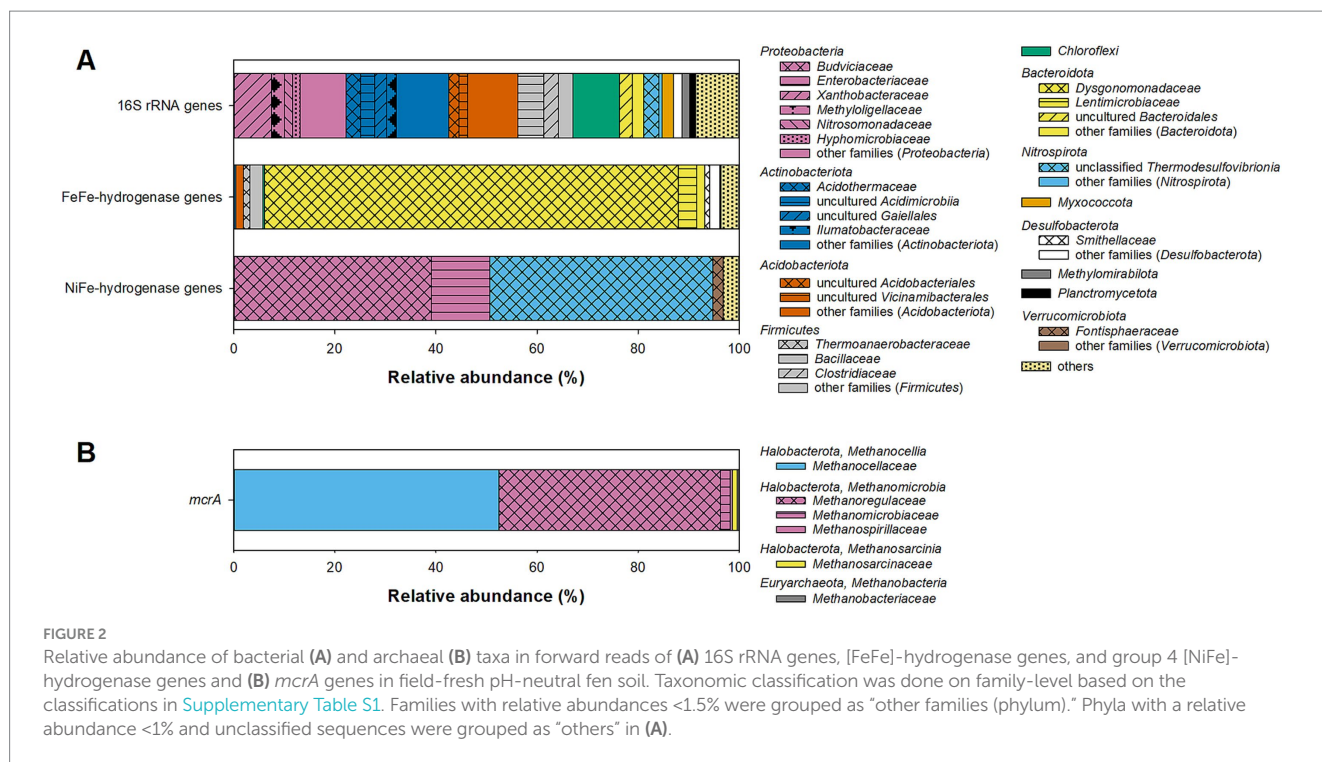 A
16S rRNA genes
FeFe-hydrogenase genes
NiFe-hydrogenase genes
0 20 40 60 80 100
Relative abundance (%)
Proteobacteria
Budviciaceae
Enterobacteriaceae
Xanthobacteraceae
Methyloligellaceae
Nitrosomonadaceae
Hyphomicrobiaceae
other families (Proteobacteria)
Actinobacteriota
Acidothermaceae
uncultured Acidimicrobiia
uncultured Gaiellales
Ilumatobacteraceae
other families (Actinobacteriota)
Acidobacteriota
uncultured Acidobacteriales
uncultured Vicinamibacterales
other families (Acidobacteriota)
Firmicutes
Thermoanaerobacteraceae
Bacillaceae
Clostridiaceae
other families (Firmicutes)
Chloroflexi
Bacteroidota
Dysgonomonadaceae
Lentimicrobiaceae
uncultured Bacteroidales
other families (Bacteroidota)
Nitrospirota
unclassified Thermodesulfovibrionia
other families (Nitrospirota)
Myxococcota
Desulfobacterota
Smithellaceae
other families (Desulfobacterota)
Methylomirabilota
Planctromycetota
Verrucomicrobiota
Fontisphaeraceae
other families (Verrucomicrobiota)
others
B
mcrA
0 20 40 60 80 100
Relative abundance (%)
Halobacterota, Methanocellia
Methanocellaceae
Halobacterota, Methanomicrobia
Methanoregulaceae
Methanomicrobiaceae
Methanospirillaceae
Halobacterota, Methanosarcinia
Methanosarcinaceae
Euryarchaeota, Methanobacteria
Methanobacteriaceae
FIGURE 2
Relative abundance of bacterial (A) and archaeal (B) taxa in forward reads of (A) 16S rRNA genes, [FeFe]-hydrogenase genes, and group 4 [NiFe]-
hydrogenase genes and (B) mcrA genes in field-fresh pH-neutral fen soil. Taxonomic classification was done on family-level based on the
classifications in Supplementary Table S1. Families with relative abundances <1.5% were grouped as “other families (phylum).” Phyla with a relative
abundance <1% and unclassified sequences were grouped as “others” in (A).